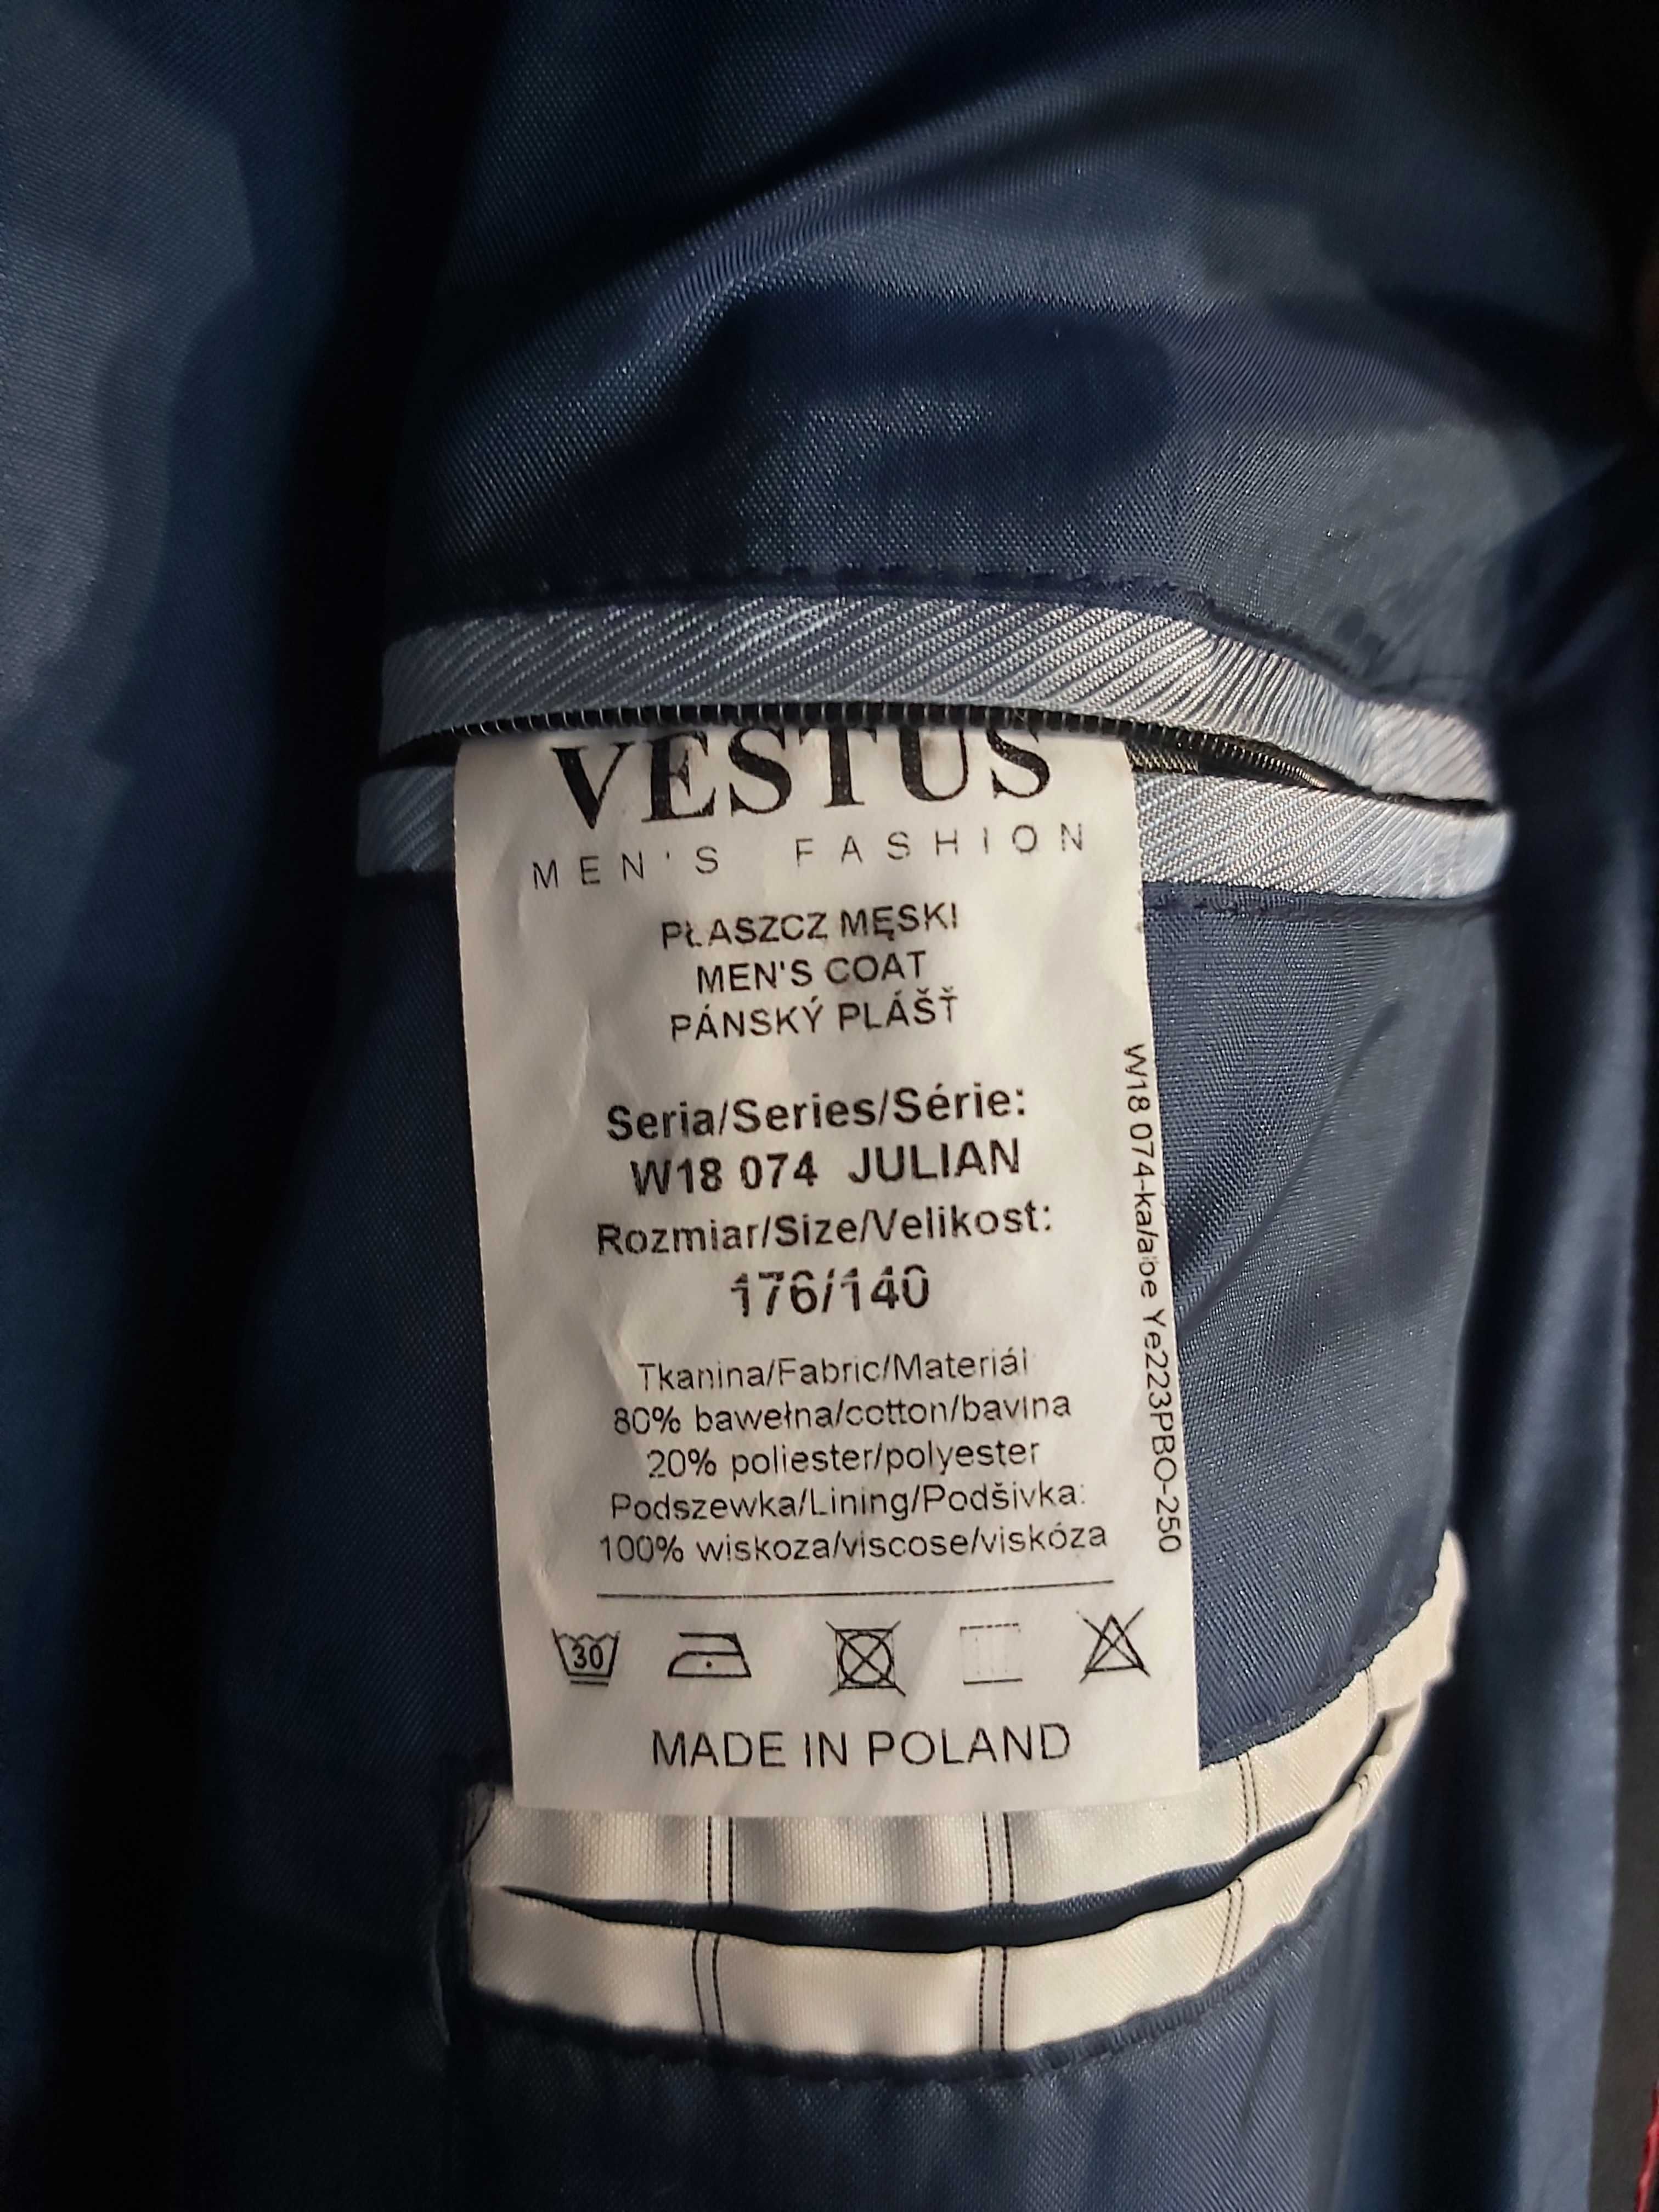 VESTUS
MEN'S FASHION
PŁASZCZ MĘSKI
MEN'S COAT
PÁNSKÝ PLÁŠŤ
Seria/Series/Série:
W18 074 JULIAN
Rozmiar/Size/Velikost:
176/140
Tkanina/Fabric/Materiál
80% bawełna/cotton/bavlna
20% poliester/polyester
Podszewka/Lining/Podšivka:
100% wiskoza/viscose/viskóza
30
MADE IN POLAND
W18 074-ka/abe Ye223PBO-250